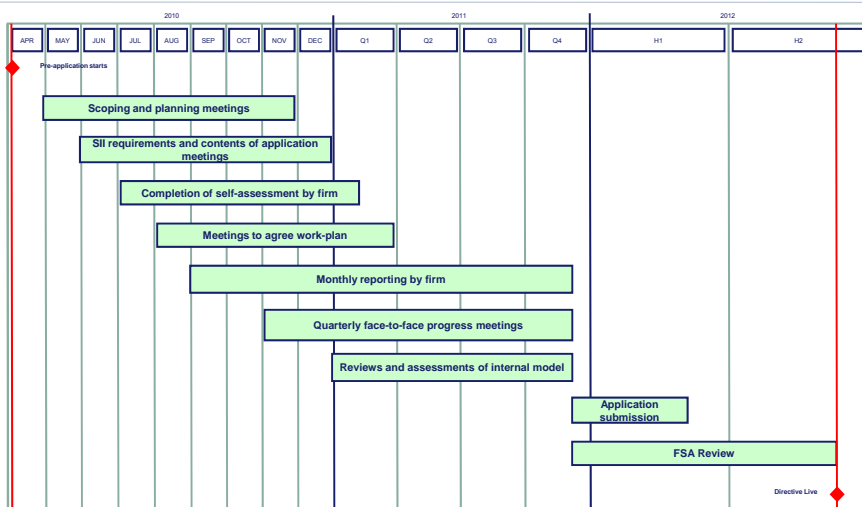 2010 2011 2012
APR MAY JUN JUL AUG SEP OCT NOV DEC Q1 Q2 Q3 Q4 H1 H2
Pre-application starts
Scoping and planning meetings
SII requirements and contents of application
meetings
Completion of self-assessment by firm
Meetings to agree work-plan
Monthly reporting by firm
Quarterly face-to-face progress meetings
Reviews and assessments of internal model
Application
submission
FSA Review
Directive Live